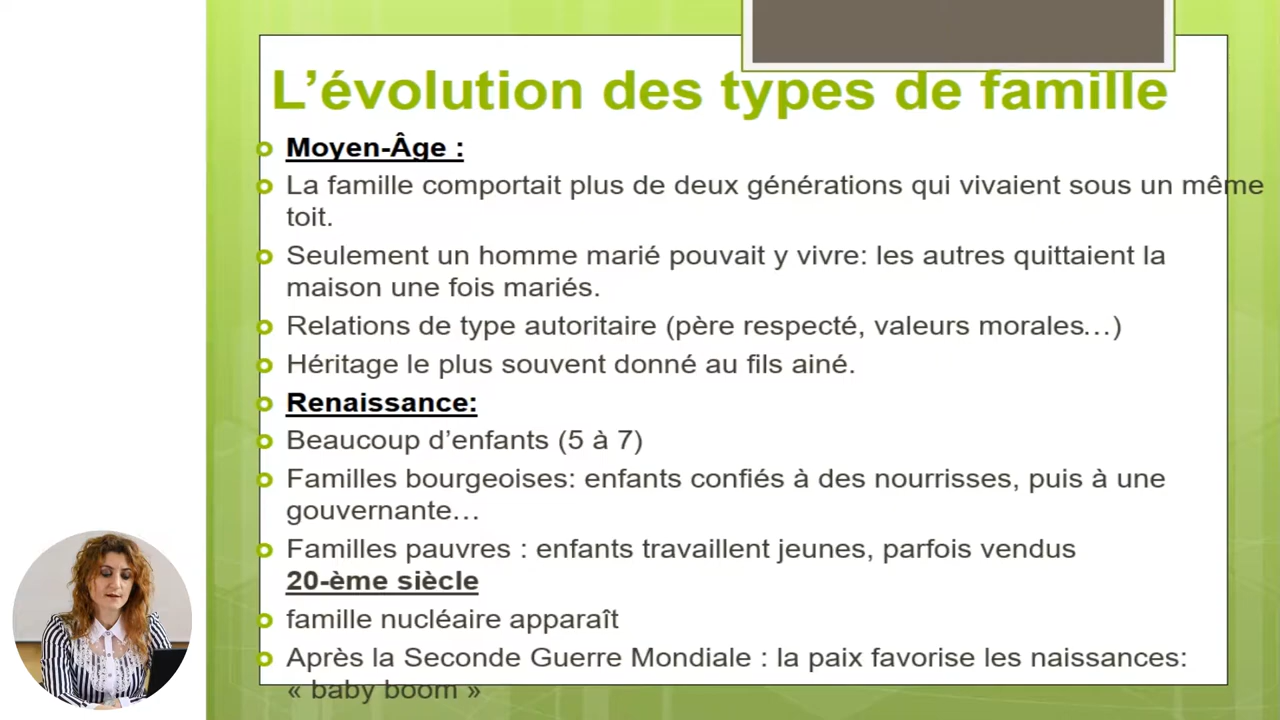 L’évolution des types de famille
Moyen-Âge :
La famille comportait plus de deux générations qui vivaient sous un même
toit.
Seulement un homme marié pouvait y vivre: les autres quittaient la
maison une fois mariés.
Relations de type autoritaire (père respecté, valeurs morales…)
Héritage le plus souvent donné au fils ainé.
Renaissance:
Beaucoup d’enfants (5 à 7)
Familles bourgeoises: enfants confiés à des nourrisses, puis à une
gouvernante…
Familles pauvres : enfants travaillent jeunes, parfois vendus
20-ème siècle
famille nucléaire apparaît
Après la Seconde Guerre Mondiale : la paix favorise les naissances:
« baby boom »